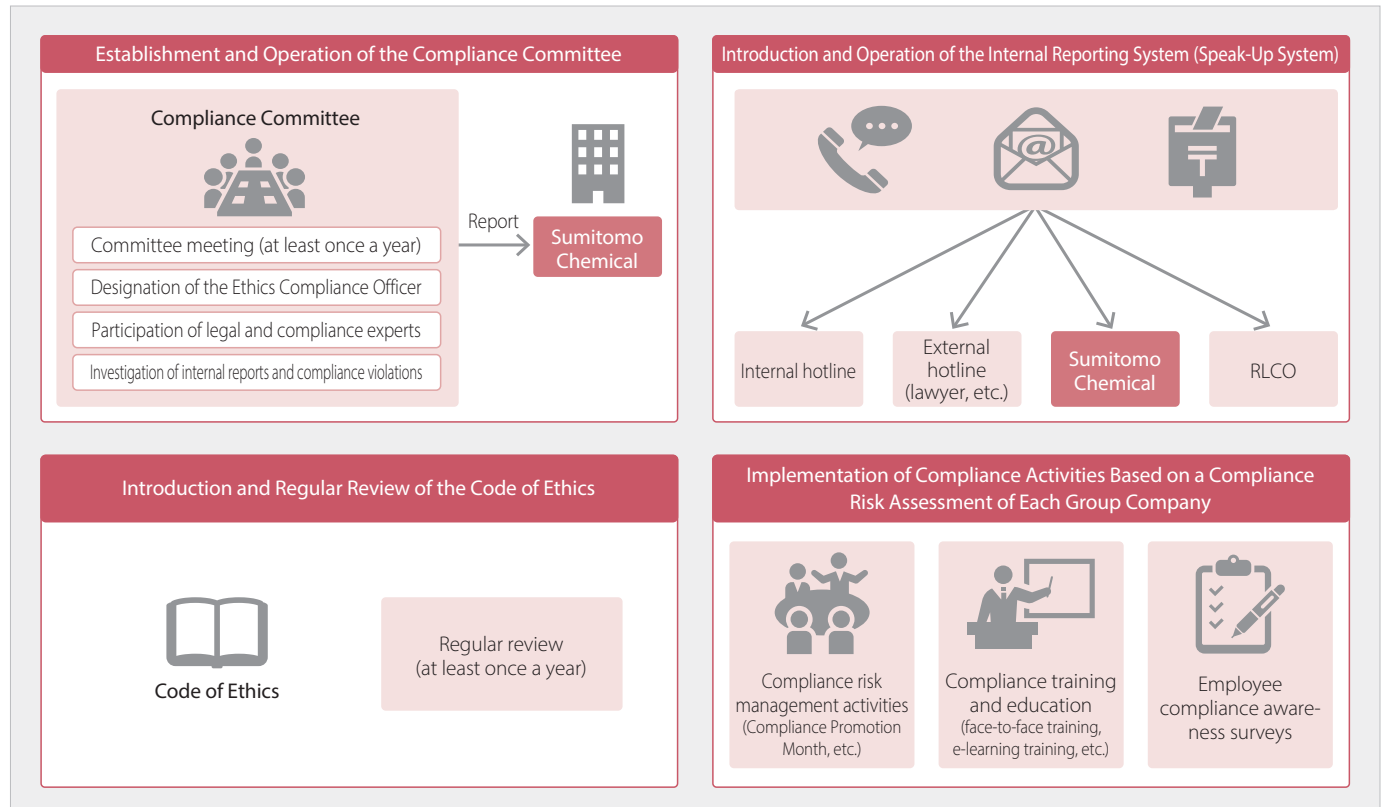 Establishment and Operation of the Compliance Committee
Compliance Committee
Committee meeting (at least once a year)
Designation of the Ethics Compliance Officer
Participation of legal and compliance experts
Investigation of internal reports and compliance violations
Report
Sumitomo
Chemical
Introduction and Operation of the Internal Reporting System (Speak-Up System)
@
Internal hotline
External
hotline
(lawyer, etc.)
Sumitomo
Chemical
RLCO
Introduction and Regular Review of the Code of Ethics
Code of Ethics
Regular review
(at least once a year)
Implementation of Compliance Activities Based on a Compliance
Risk Assessment of Each Group Company
Compliance risk
management activities
(Compliance Promotion
Month, etc.)
Compliance training
and education
(face-to-face training,
e-learning training, etc.)
Employee
compliance aware-
ness surveys